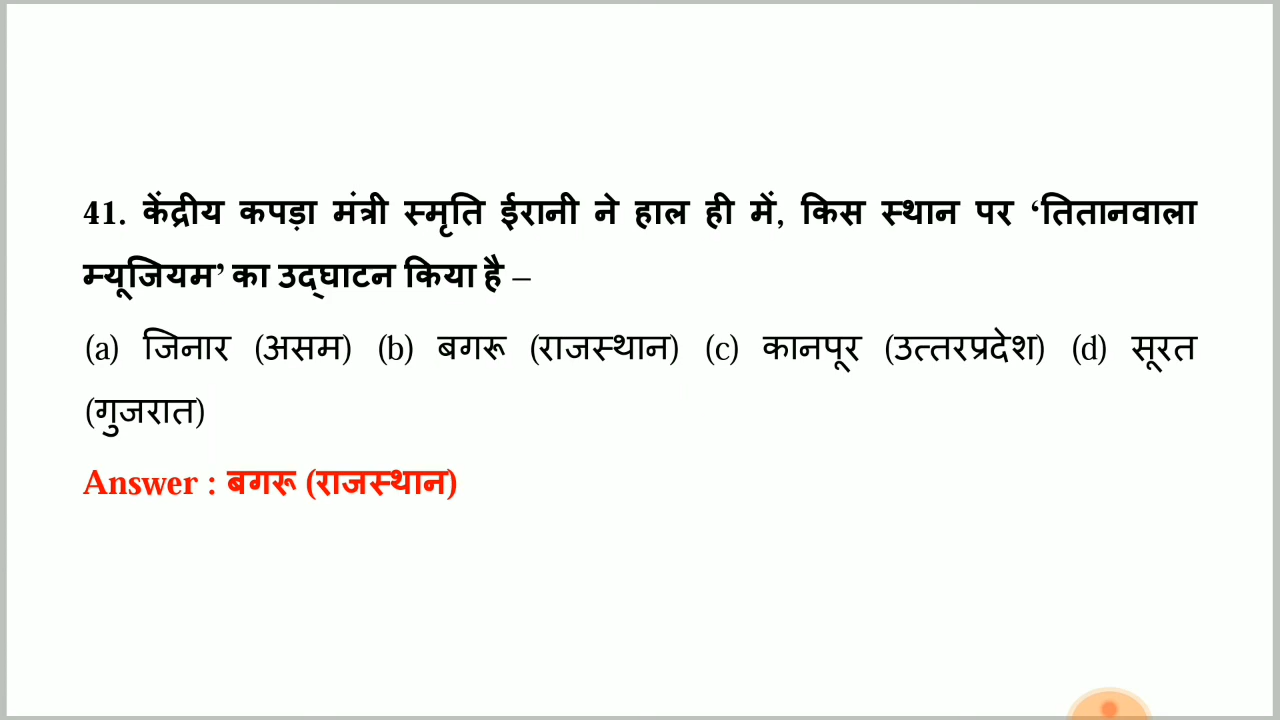 41. केंद्रीय कपड़ा मंत्री स्मृति ईरानी ने हाल ही में, किस स्थान पर ‘तितानवाला
म्यूजियम’ का उद्‌घाटन किया है –
(a) जिनार (असम) (b) बगरू (राजस्थान) (c) कानपूर (उत्तरप्रदेश) (d) सूरत
(गुजरात)
Answer : बगरू (राजस्थान)